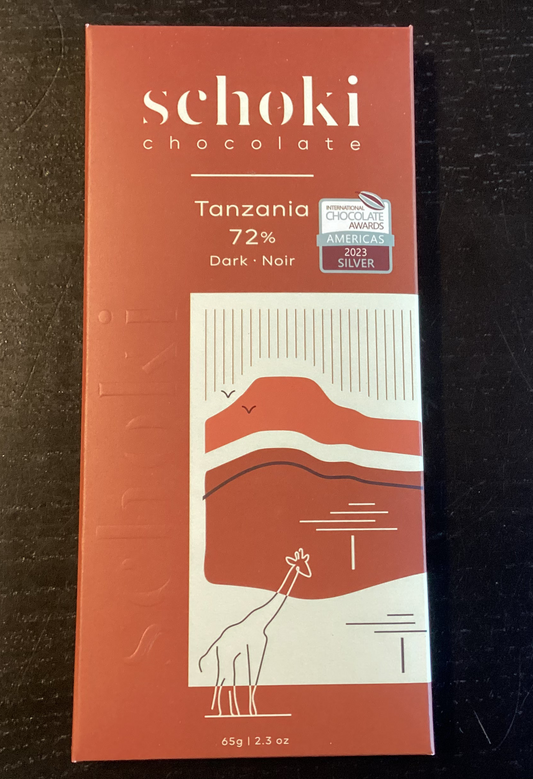 schoki
chocolate
Tanzania
72%
Dark · Noir
INTERNATIONAL
CHOCOLATE
AWARDS
AMERICAS
2023
SILVER
schoki
65g | 2.3 oz